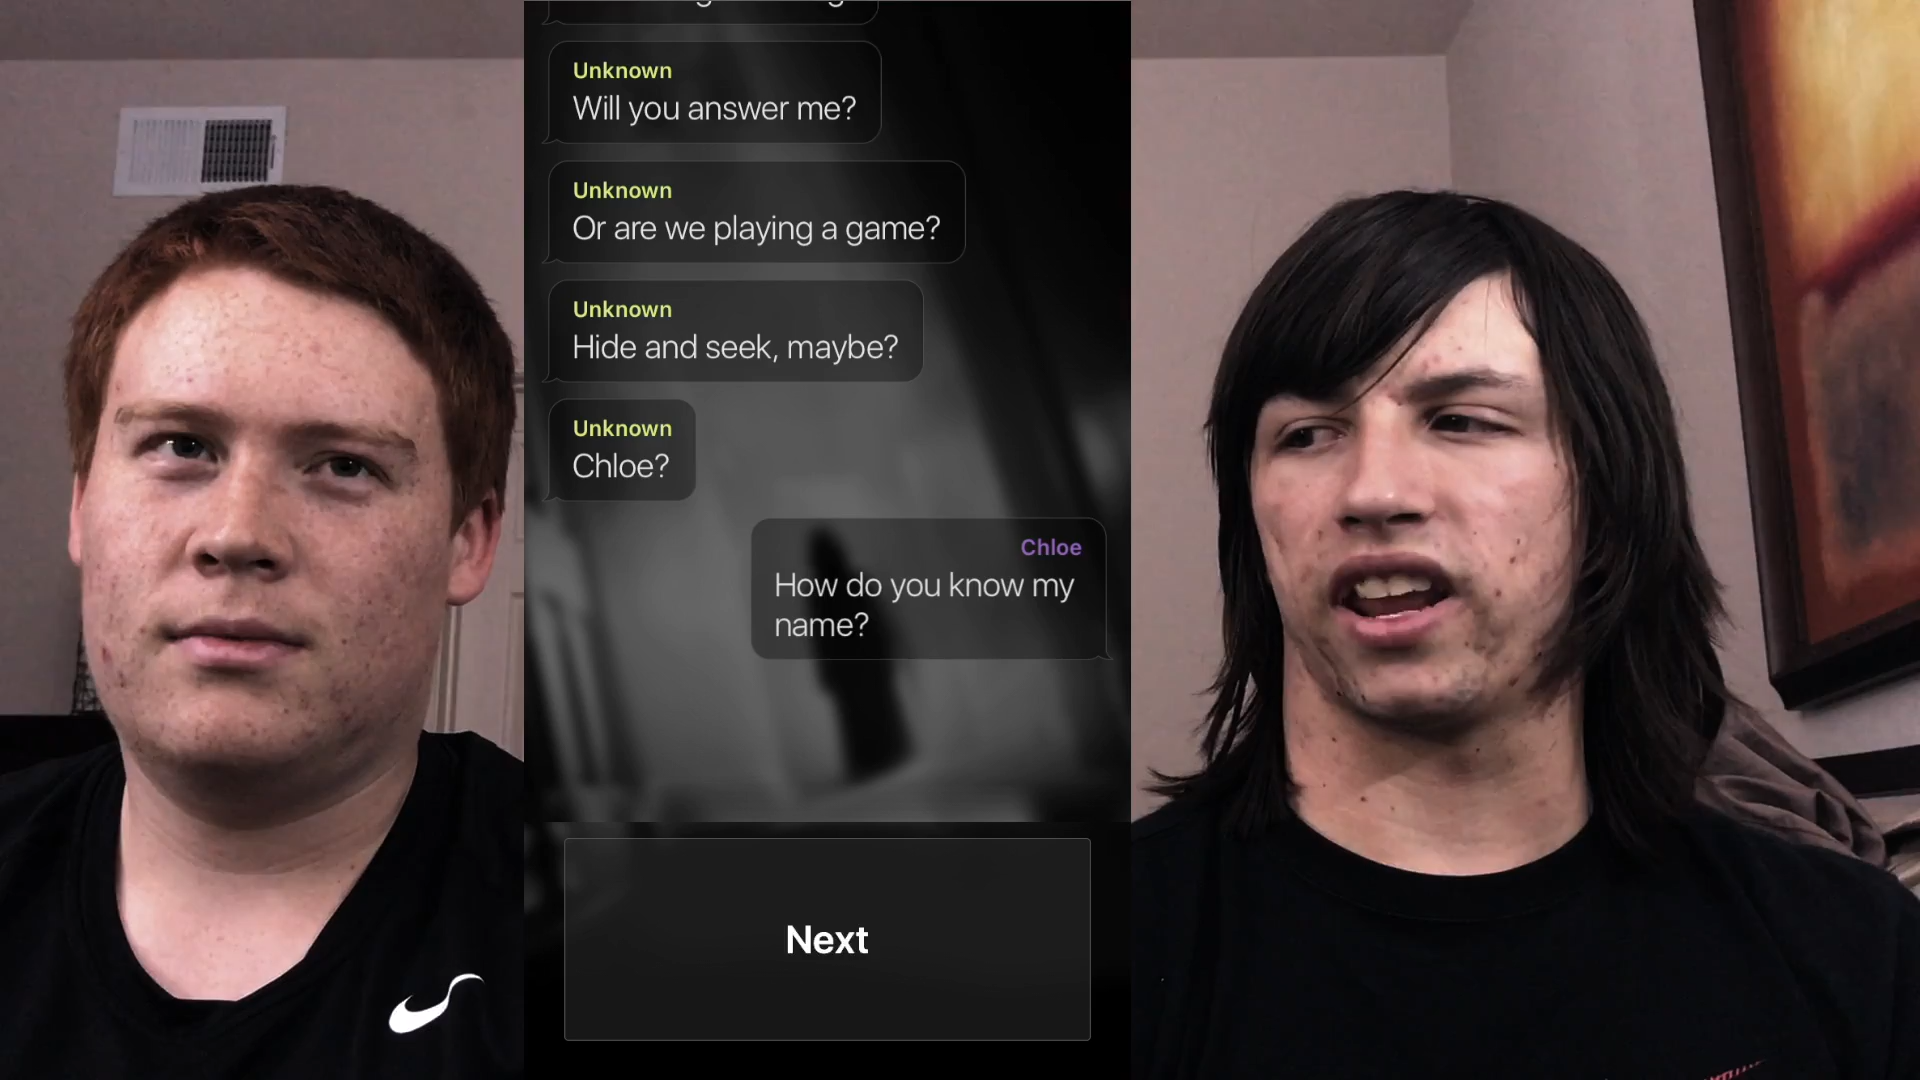 Unknown
Will you answer me?
Unknown
Or are we playing a game?
Unknown
Hide and seek, maybe?
Unknown
Chloe?
Chloe
How do you know my
name?
Next